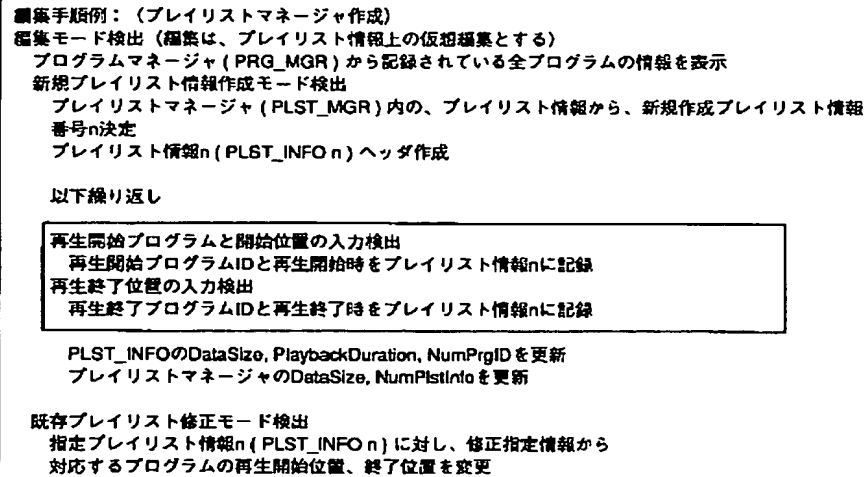 編集手順例：（プレイリストマネージャ作成）
編集モード検出（編集は、プレイリスト情報上の仮想編集とする）
プログラムマネージャ ( PRG_MGR ) から記録されている全プログラムの情報を表示
新規プレイリスト情報作成モード検出
プレイリストマネージャ ( PLST_MGR ) 内の、プレイリスト情報から、新規作成プレイリスト情報
番号n決定
プレイリスト情報n ( PLST_INFO n ) ヘッダ作成
以下繰り返し
再生開始プログラムと開始位置の入力検出
再生開始プログラムIDと再生開始時をプレイリスト情報nに記録
再生終了位置の入力検出
再生終了プログラムIDと再生終了時をプレイリスト情報nに記録
PLST_INFOのDataSize, PlaybackDuration, NumPrgIDを更新
プレイリストマネージャのDataSize, NumPlstInfoを更新
既存プレイリスト修正モード検出
指定プレイリスト情報n ( PLST_INFO n ) に対し、修正指定情報から
対応するプログラムの再生開始位置、終了位置を変更